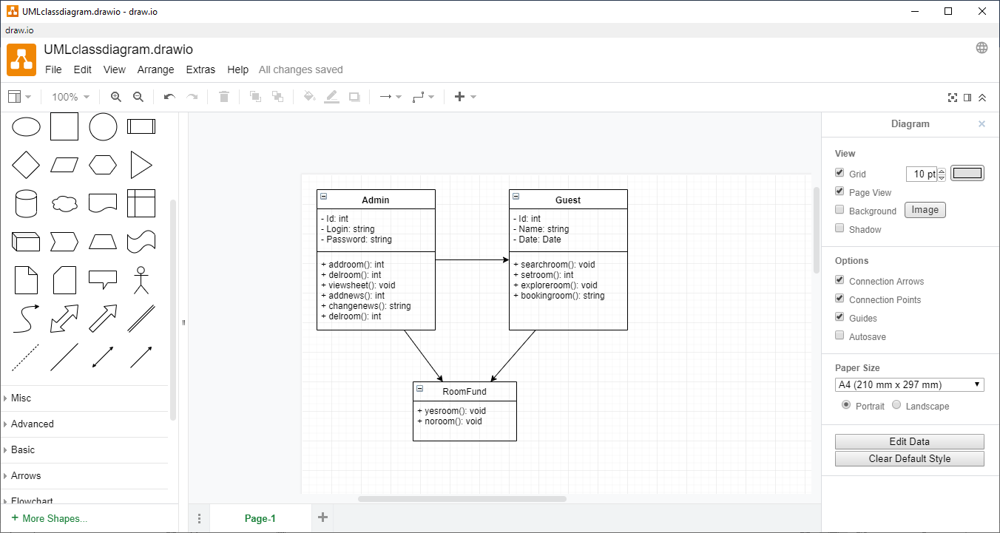 UMLclassdiagram.drawio - draw.io
draw.io
UMLclassdiagram.drawio
File Edit View Arrange Extras Help All changes saved
100%
Misc
Advanced
Basic
Arrows
Flowchart
+ More Shapes...
Admin
- Id: int
- Login: string
- Password: string
+ addroom(): int
+ delroom(): int
+ viewsheet(): void
+ addnews(): int
+ changenews(): string
+ delroom(): int
Guest
- Id: int
- Name: string
- Date: Date
+ searchroom(): void
+ setroom(): int
+ exploreroom(): void
+ bookingroom(): string
RoomFund
+ yesroom(): void
+ noroom(): void
Page-1
Diagram
View
Grid 10 pt
Page View
Background Image
Shadow
Options
Connection Arrows
Connection Points
Guides
Autosave
Paper Size
A4 (210 mm x 297 mm)
Portrait Landscape
Edit Data
Clear Default Style